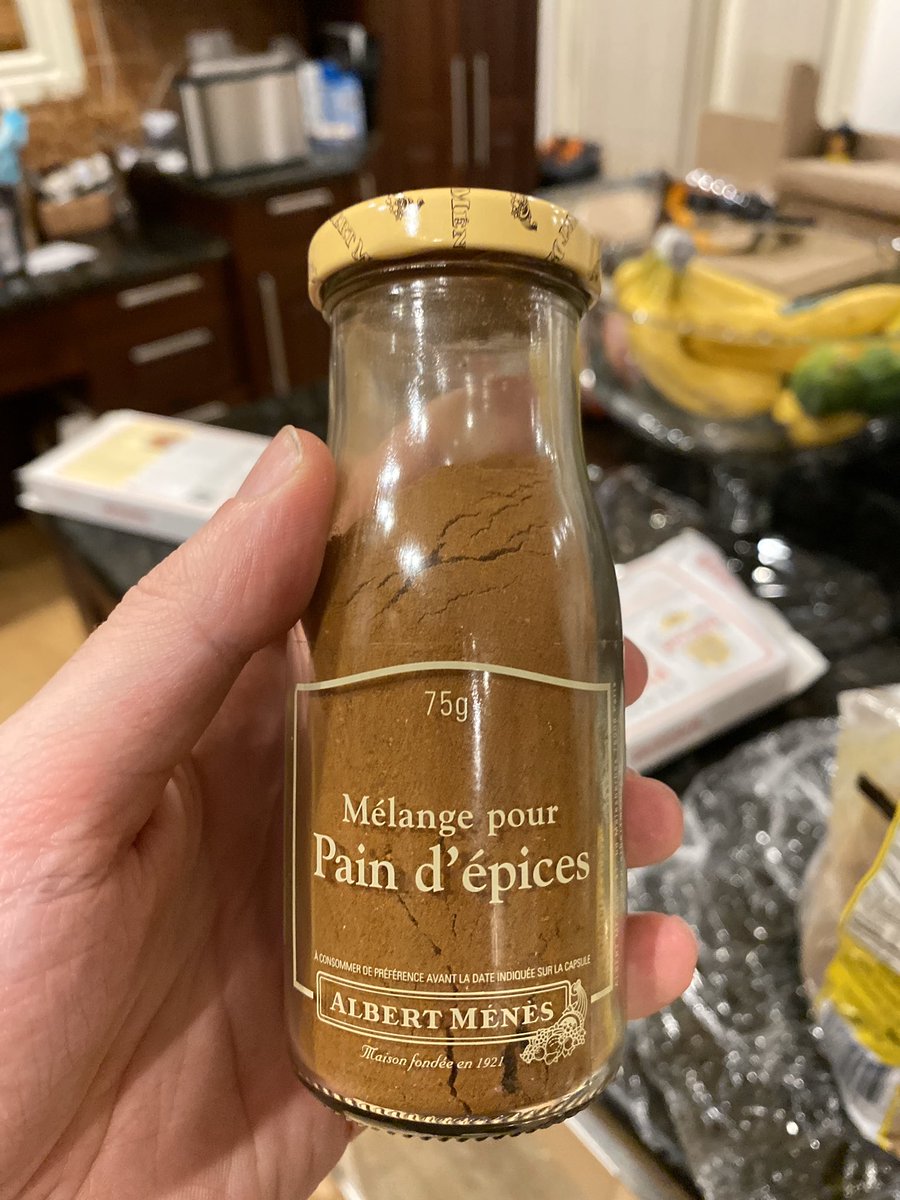 75g
Mélange pour
Pain d'épices
À CONSOMMER DE PRÉFÉRENCE AVANT LA DATE INDIQUÉE SUR LA CAPSULE
ALBERT MÉNÈS
Maison fondée en 1921